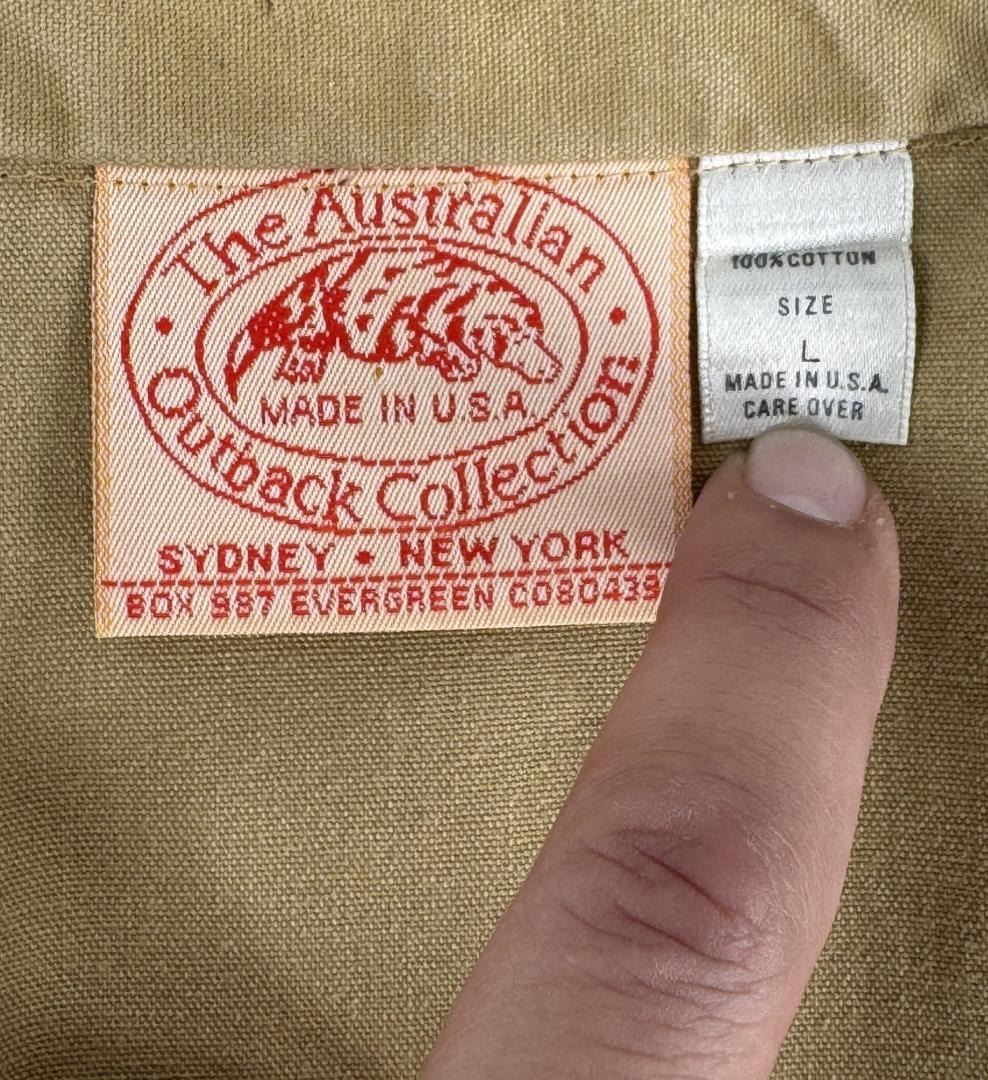 The Australian
MADE IN U.S.A.
Outback Collection
SYDNEY • NEW YORK
BOX 987 EVERGREEN CO80439
100% COTTON
SIZE
L
MADE IN U.S.A.
CARE OVER